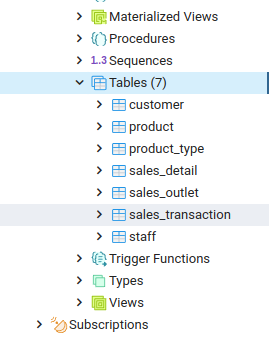 Materialized Views
Procedures
1..3 Sequences
Tables (7)
customer
product
product_type
sales_detail
sales_outlet
sales_transaction
staff
Trigger Functions
Types
Views
Subscriptions